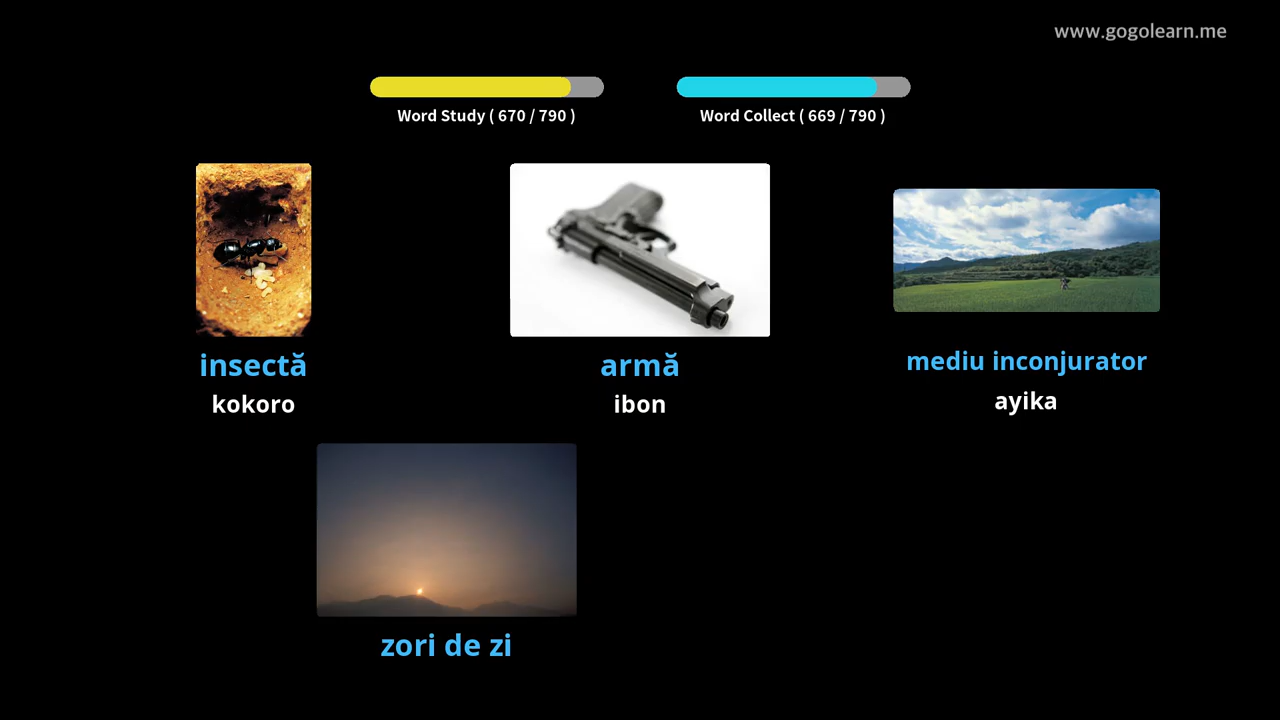 www.gogolearn.me
Word Study ( 670 / 790 )
Word Collect ( 669 / 790 )
insectă
kokoro
armă
ibon
mediu inconjurator
ayika
zori de zi